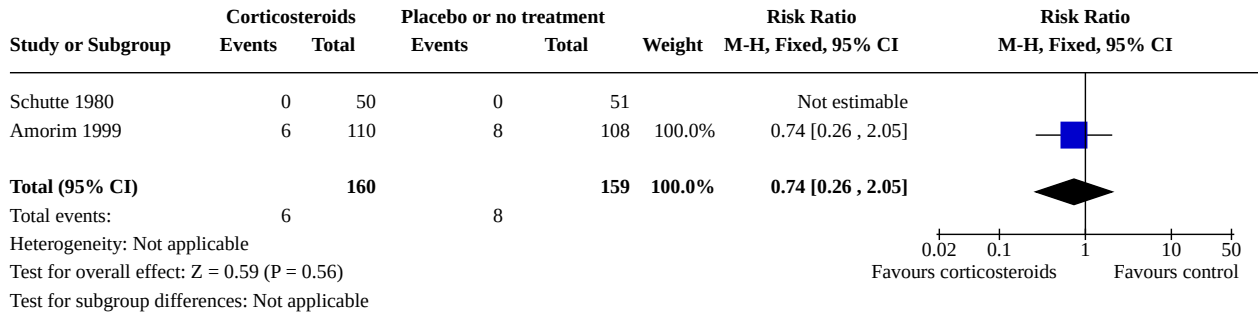 Corticosteroids Placebo or no treatment Risk Ratio Risk Ratio
Study or Subgroup Events Total Events Total Weight M-H, Fixed, 95% CI M-H, Fixed, 95% CI
Schutte 1980 0 50 0 51 Not estimable
Amorim 1999 6 110 8 108 100.0% 0.74 [0.26 , 2.05]
Total (95% CI) 160 159 100.0% 0.74 [0.26 , 2.05]
Total events: 6 8
Heterogeneity: Not applicable
0.02 0.1 1 10 50
Test for overall effect: Z = 0.59 (P = 0.56) Favours corticosteroids Favours control
Test for subgroup differences: Not applicable